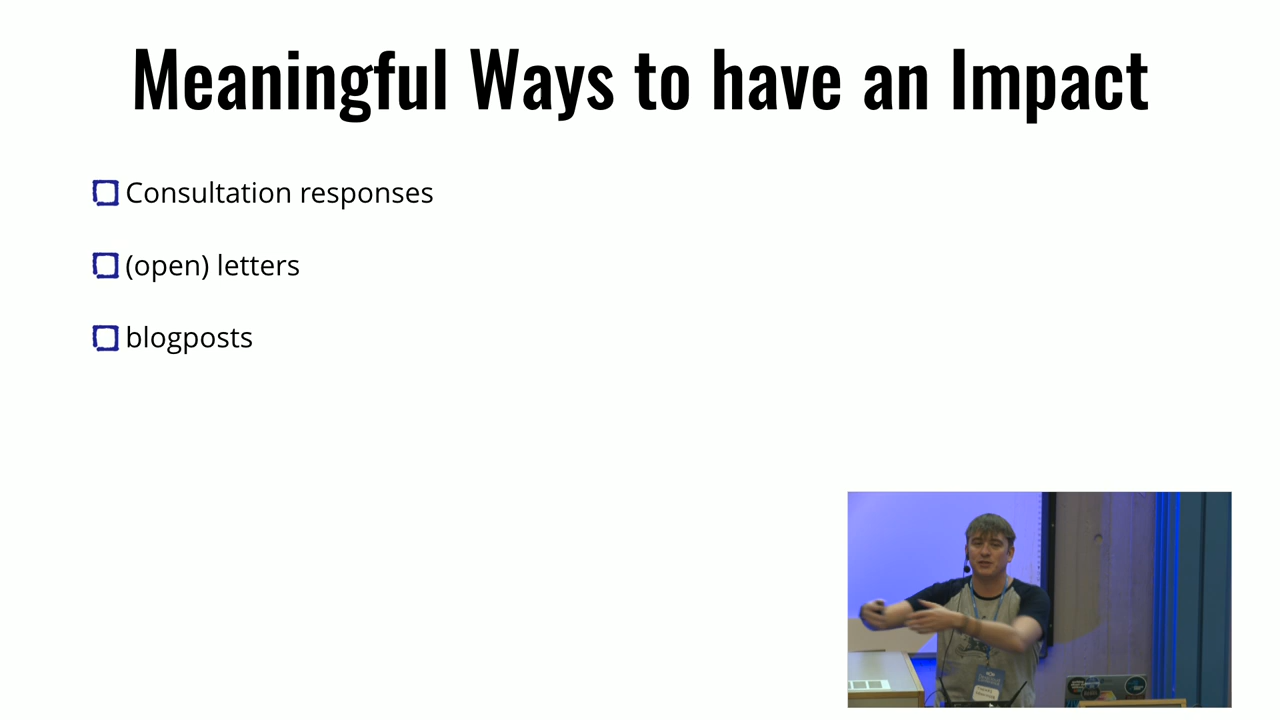 Meaningful Ways to have an Impact
Consultation responses
(open) letters
blogposts